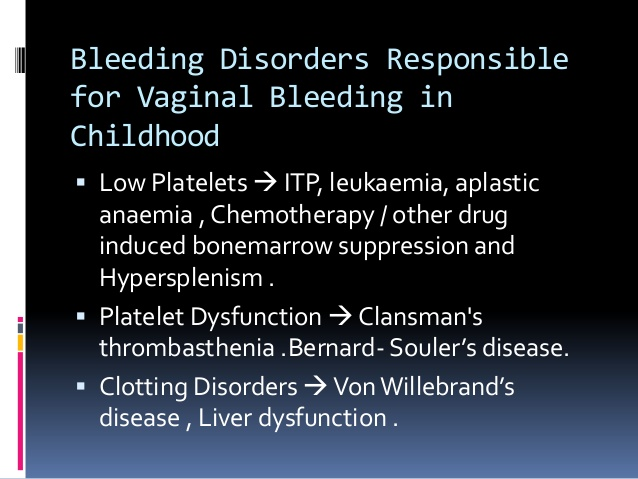 Bleeding Disorders Responsible
for Vaginal Bleeding in
Childhood
▪ Low Platelets → ITP, leukaemia, aplastic
anaemia , Chemotherapy / other drug
induced bonemarrow suppression and
Hypersplenism .
▪ Platelet Dysfunction → Clansman's
thrombasthenia .Bernard- Souler’s disease.
▪ Clotting Disorders → Von Willebrand’s
disease , Liver dysfunction .